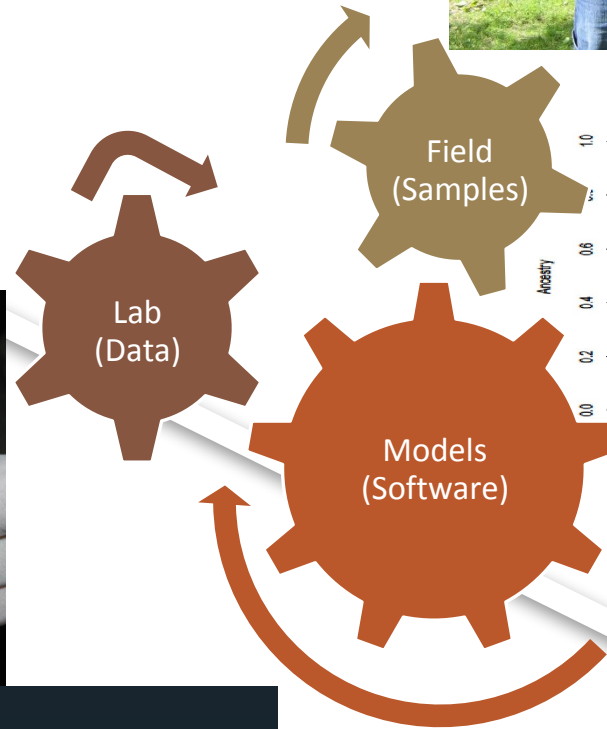 Field
(Samples)
Lab
(Data)
Models
(Software)
1.0
0.6
Ancestry
0.4
0.2
0.0